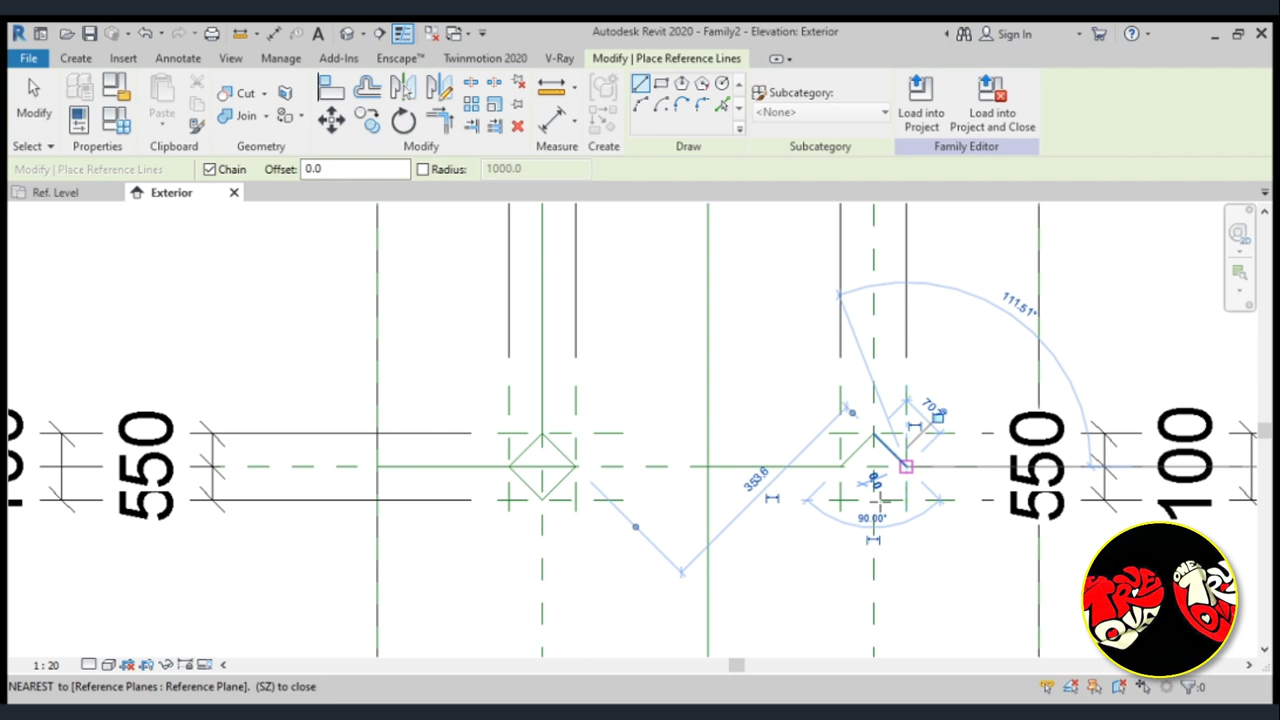 Autodesk Revit 2020 - Family2 - Elevation: Exterior
Sign In
File Create Insert Annotate View Manage Add-Ins Enscape™ Twinmotion 2020 V-Ray Modify | Place Reference Lines
Modify
Paste
Cut
Join
Subcategory:
<None>
Load into
Project
Load into
Project and Close
Select Properties Clipboard Geometry Modify Measure Create Draw Subcategory Family Editor
Modify | Place Reference Lines Chain Offset: 0.0 Radius: 1000.0
Ref. Level Exterior
111.51°
550
353.6
90.00°
550
100
TRUE
LOVE
ONE
1 : 20
NEAREST to [Reference Planes : Reference Plane]. (SZ) to close
:0